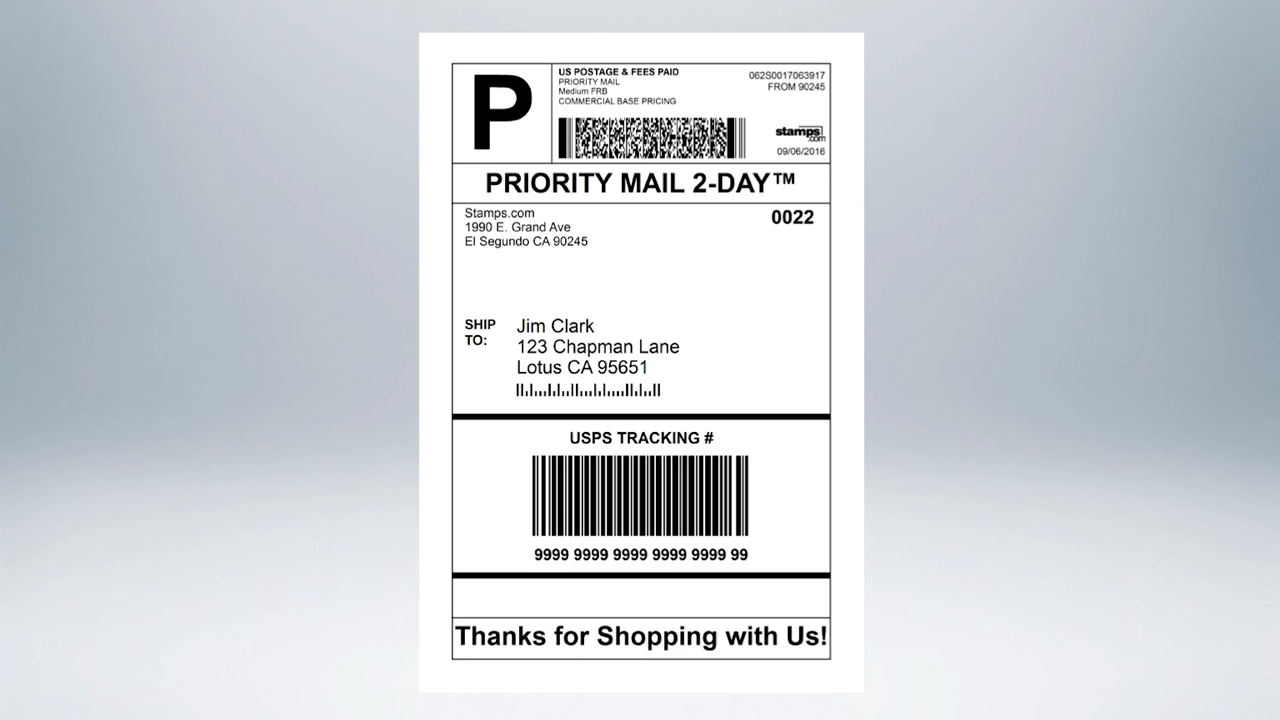 P
US POSTAGE & FEES PAID
PRIORITY MAIL
Medium FRB
COMMERCIAL BASE PRICING
062S0017063917
FROM 90245
stamps
.com
09/06/2016
PRIORITY MAIL 2-DAY™
Stamps.com
1990 E. Grand Ave
El Segundo CA 90245
0022
SHIP
TO:
Jim Clark
123 Chapman Lane
Lotus CA 95651
USPS TRACKING #
9999 9999 9999 9999 9999 99
Thanks for Shopping with Us!